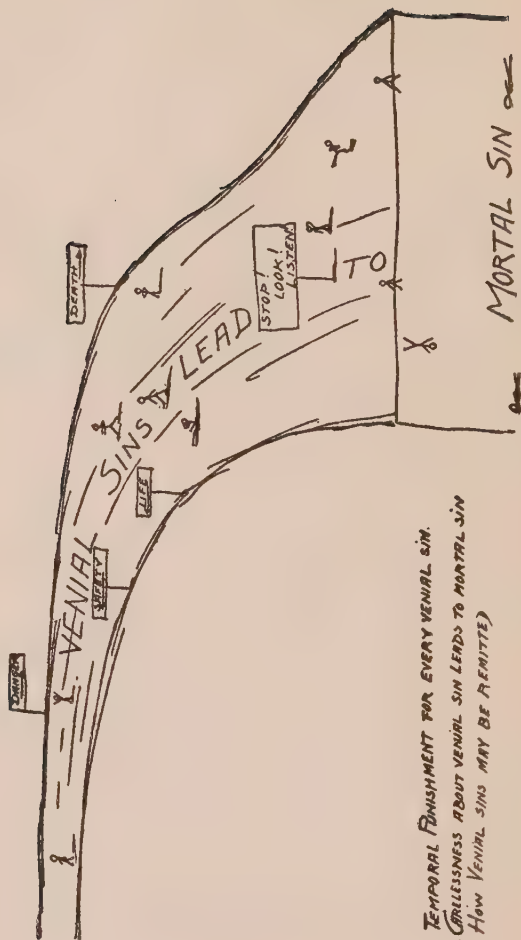 DANGER
DEATH
SAFETY
LIFE
VENIAL
SINS LEAD
TO
STOP!
LOOK!
LISTEN.
MORTAL SIN
TEMPORAL PUNISHMENT FOR EVERY VENIAL SIN.
CARELESSNESS ABOUT VENIAL SIN LEADS TO MORTAL SIN
HOW VENIAL SINS MAY BE REMITTE)